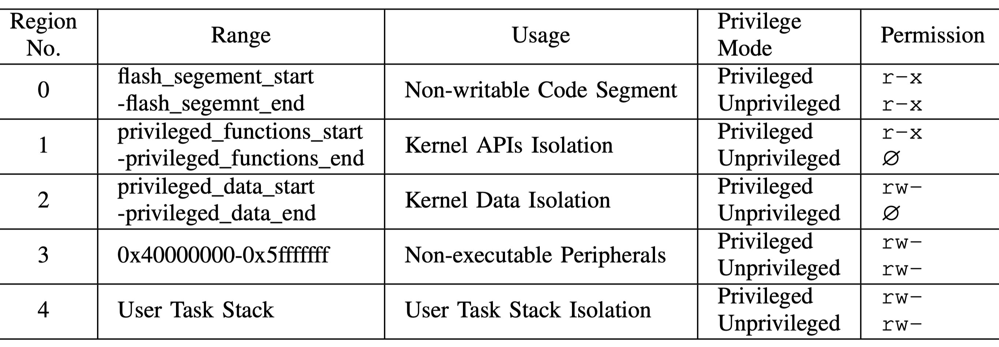 Region No. | Range | Usage | Privilege Mode | Permission
0 | flash_segement_start | Non-writable Code Segment | Privileged | r-x
-flash_segemnt_end | Unprivileged | r-x
1 | privileged_functions_start | Kernel APIs Isolation | Privileged | r-x
-privileged_functions_end | Unprivileged | ∅
2 | privileged_data_start | Kernel Data Isolation | Privileged | rw-
-privileged_data_end | Unprivileged | ∅
3 | 0x40000000-0x5fffffff | Non-executable Peripherals | Privileged | rw-
Unprivileged | rw-
4 | User Task Stack | User Task Stack Isolation | Privileged | rw-
Unprivileged | rw-